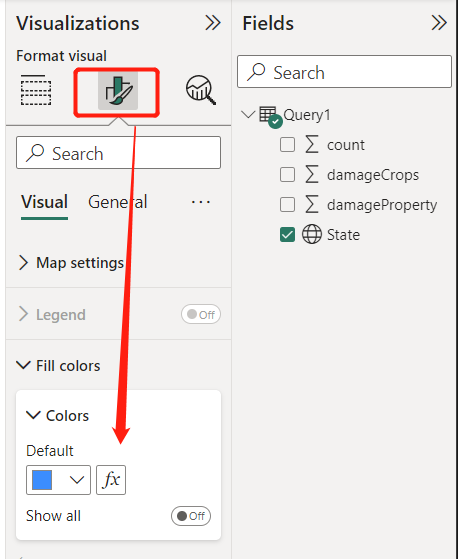 Visualizations
Format visual
Search
Visual General ...
Map settings
Legend Off
Fill colors
Colors
Default
fx
Show all Off
Fields
Search
Query1
count
damageCrops
damageProperty
State